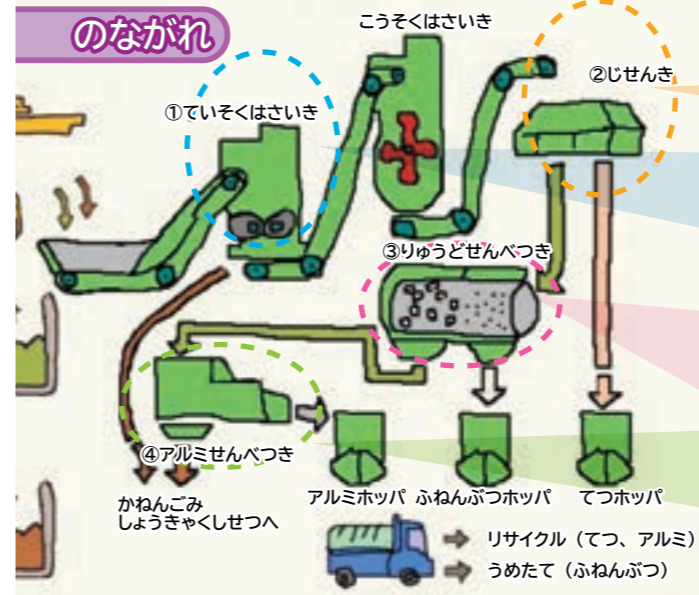 のながれ
こうそくはさいき
②じせんき
①ていそくはさいき
③りゅうどせんべつき
④アルミせんべつき
かねんごみ
しょうきゃくしせつへ
アルミホッパ ふねんぶつホッパ てつホッパ
リサイクル（てつ、アルミ）
うめたて（ふねんぶつ）